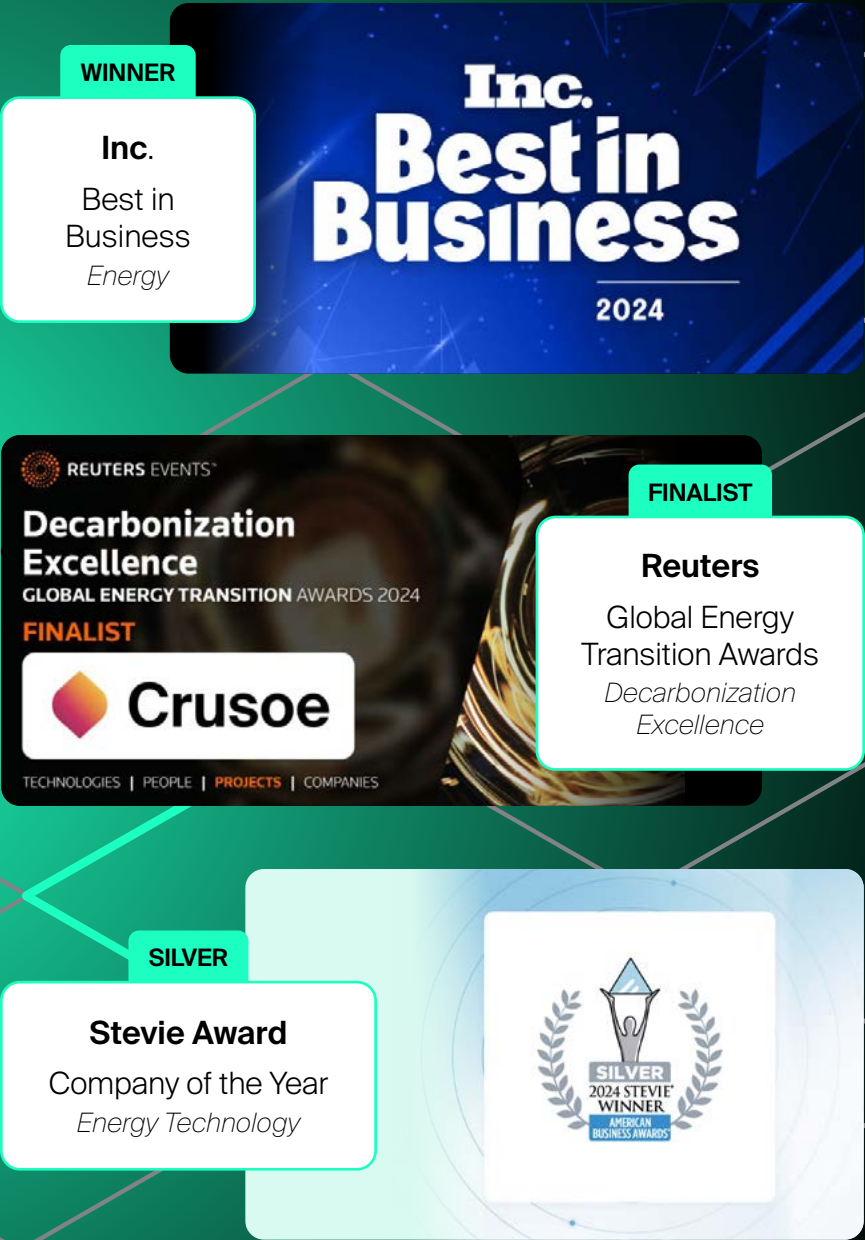 WINNER
Inc.
Best in
Business
Energy
Inc.
Best in
Business
2024
REUTERS EVENTS™
Decarbonization
Excellence
GLOBAL ENERGY TRANSITION AWARDS 2024
FINALIST
Crusoe
TECHNOLOGIES | PEOPLE | PROJECTS | COMPANIES
FINALIST
Reuters
Global Energy
Transition Awards
Decarbonization
Excellence
SILVER
Stevie Award
Company of the Year
Energy Technology
SILVER
2024 STEVIE®
WINNER
AMERICAN
BUSINESS AWARDS®